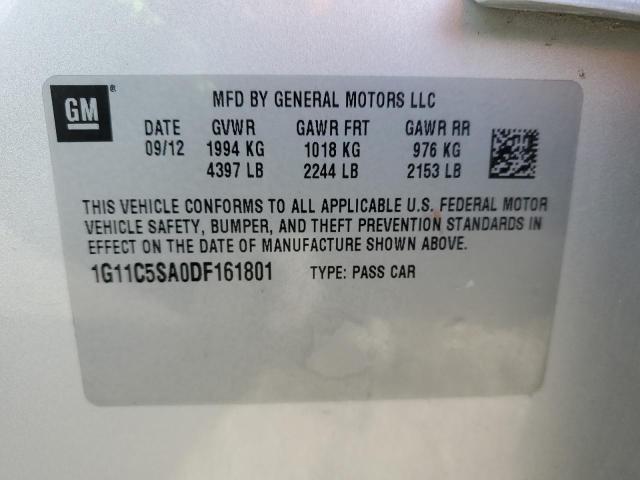 GM ®
MFD BY GENERAL MOTORS LLC
DATE GVWR GAWR FRT GAWR RR
09/12 1994 KG 1018 KG 976 KG
4397 LB 2244 LB 2153 LB
THIS VEHICLE CONFORMS TO ALL APPLICABLE U.S. FEDERAL MOTOR
VEHICLE SAFETY, BUMPER, AND THEFT PREVENTION STANDARDS IN
EFFECT ON THE DATE OF MANUFACTURE SHOWN ABOVE.
1G11C5SA0DF161801 TYPE: PASS CAR